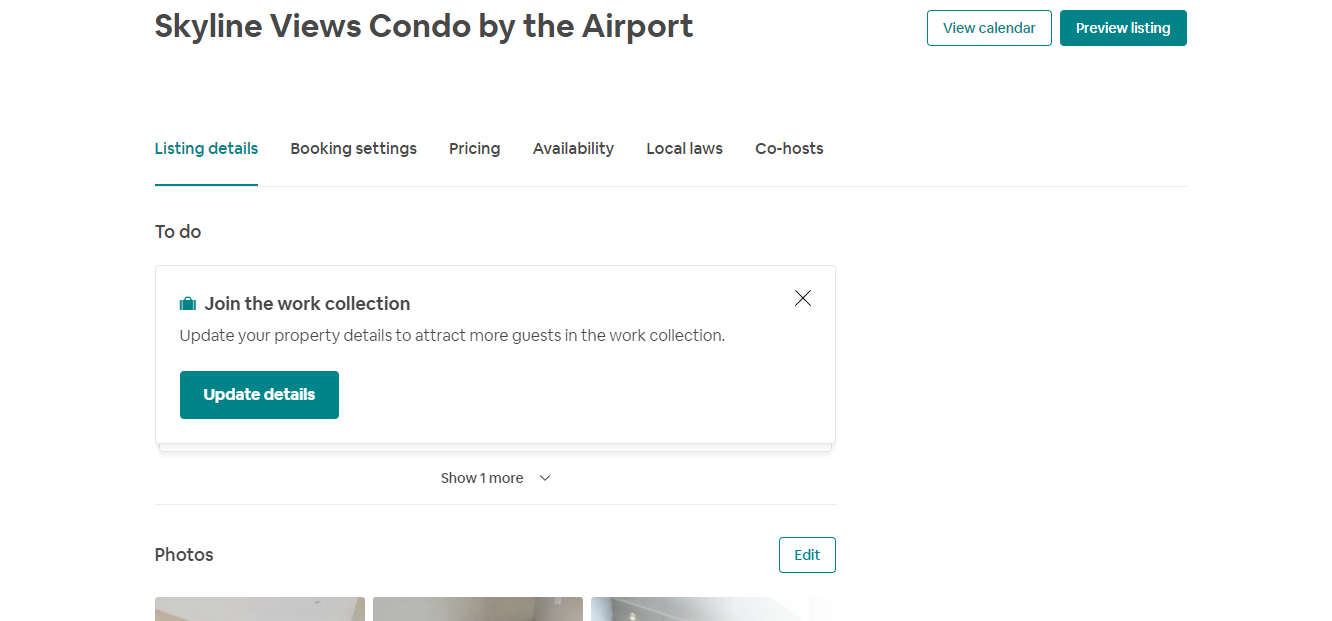 Skyline Views Condo by the Airport
View calendar
Preview listing
Listing details
Booking settings
Pricing
Availability
Local laws
Co-hosts
To do
Join the work collection
Update your property details to attract more guests in the work collection.
Update details
Show 1 more
Photos
Edit